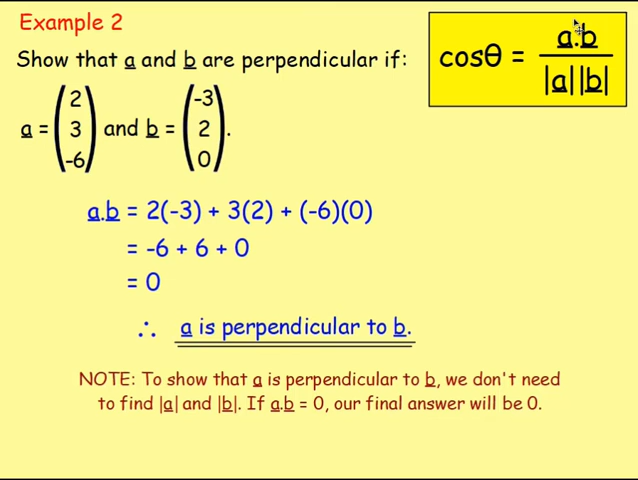 Example 2
cosθ = a.b / |a||b|
Show that a and b are perpendicular if:
a = (2 3 -6) and b = (-3 2 0).
a.b = 2(-3) + 3(2) + (-6)(0)
= -6 + 6 + 0
= 0
∴ a is perpendicular to b.
NOTE: To show that a is perpendicular to b, we don't need
to find |a| and |b|. If a.b = 0, our final answer will be 0.